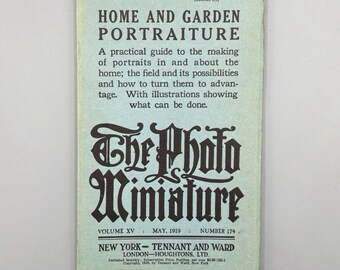 HOME AND GARDEN
PORTRAITURE
A practical guide to the making
of portraits in and about the
home; the field and its possibilities
and how to turn them to advan-
tage. With illustrations showing
what can be done.
The Photo
Miniature
VOLUME XV MAY, 1919 NUMBER 174
NEW YORK — TENNANT AND WARD
LONDON—HOUGHTONS, LTD.